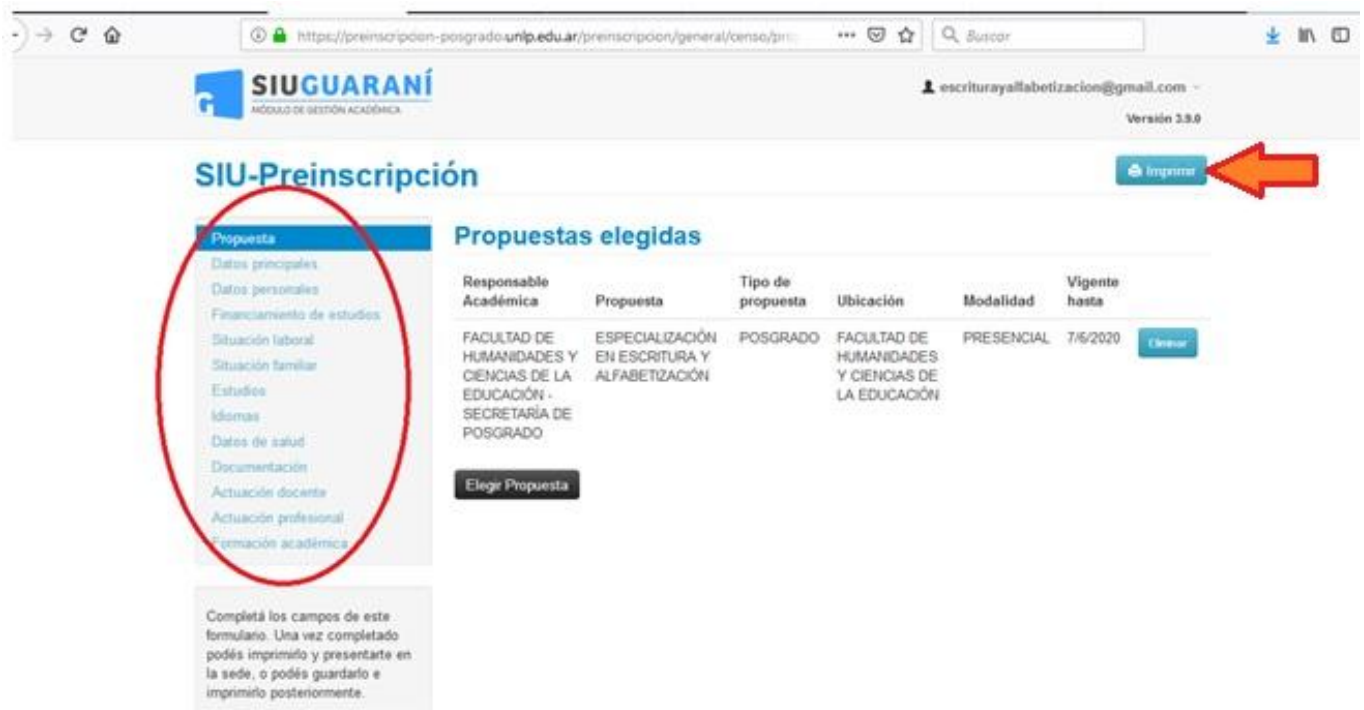 https://preinscripcion-posgrado.unlp.edu.ar/preinscripcion/general/censo/pro
Buscar
SIUGUARANÍ
MÓDULO DE GESTIÓN ACADÉMICA
escriturayalfabetizacion@gmail.com
Versión 3.9.0
SIU-Preinscripción
Imprimir
Propuesta
Datos principales
Datos personales
Financiamiento de estudios
Situación laboral
Situación familiar
Estudios
Idiomas
Datos de salud
Documentación
Actuación docente
Actuación profesional
Formación académica
Completá los campos de este
formulario. Una vez completado
podés imprimirlo y presentarte en
la sede, o podés guardarlo e
imprimirlo posteriormente.
Propuestas elegidas
Responsable Académica Propuesta Tipo de propuesta Ubicación Modalidad Vigente hasta
FACULTAD DE ESPECIALIZACIÓN POSGRADO FACULTAD DE PRESENCIAL 7/6/2020 Eliminar
HUMANIDADES Y EN ESCRITURA Y HUMANIDADES
CIENCIAS DE LA ALFABETIZACIÓN Y CIENCIAS DE
EDUCACIÓN - LA EDUCACIÓN
SECRETARÍA DE
POSGRADO
Elegir Propuesta